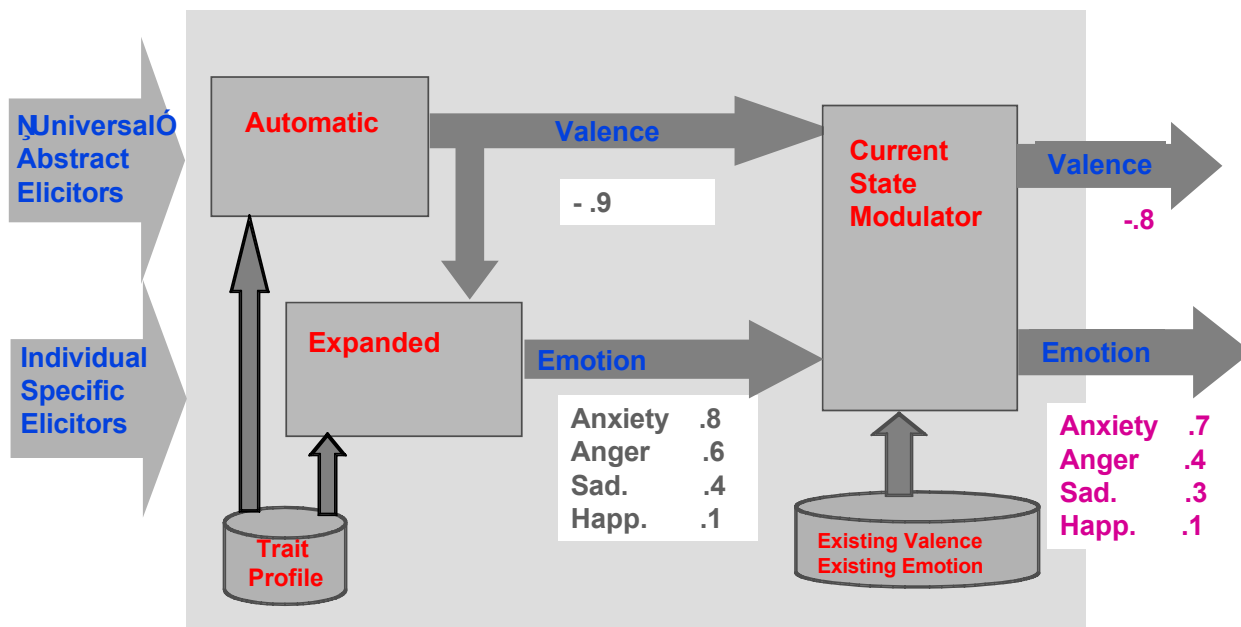 „UniversalÓ
Abstract
Elicitors
Automatic
Valence
- .9
Current
State
Modulator
Valence
-.8
Individual
Specific
Elicitors
Expanded
Emotion
Anxiety .8
Anger .6
Sad. .4
Happ. .1
Emotion
Anxiety .7
Anger .4
Sad. .3
Happ. .1
Trait
Profile
Existing Valence
Existing Emotion